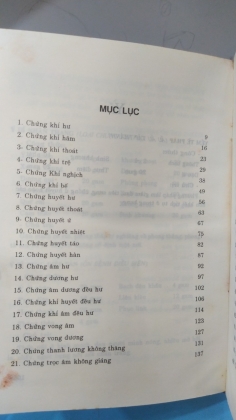 MỤC LỤC
1. Chứng khí hư 9
2. Chứng khí hãm 16
3. Chứng khí thoát 23
4. Chứng khí trệ 29
5. Chứng Khí nghịch 38
6. Chứng khí bế 49
7. Chứng huyết hư 56
8. Chứng huyết thoát 63
9. Chứng huyết ứ 67
10. Chứng huyết nhiệt 75
11. Chứng huyết táo 82
12. Chứng huyết hàn 87
13. Chứng âm hư 92
14. Chứng dương hư 97
15. Chứng âm dương đều hư 102
16. Chứng khí huyết đều hư 106
17. Chứng khí âm đều hư 114
18. Chứng vong âm 123
19. Chứng vong dương 127
20. Chứng thanh dương không thăng 131
21. Chứng trọc âm không giáng 137